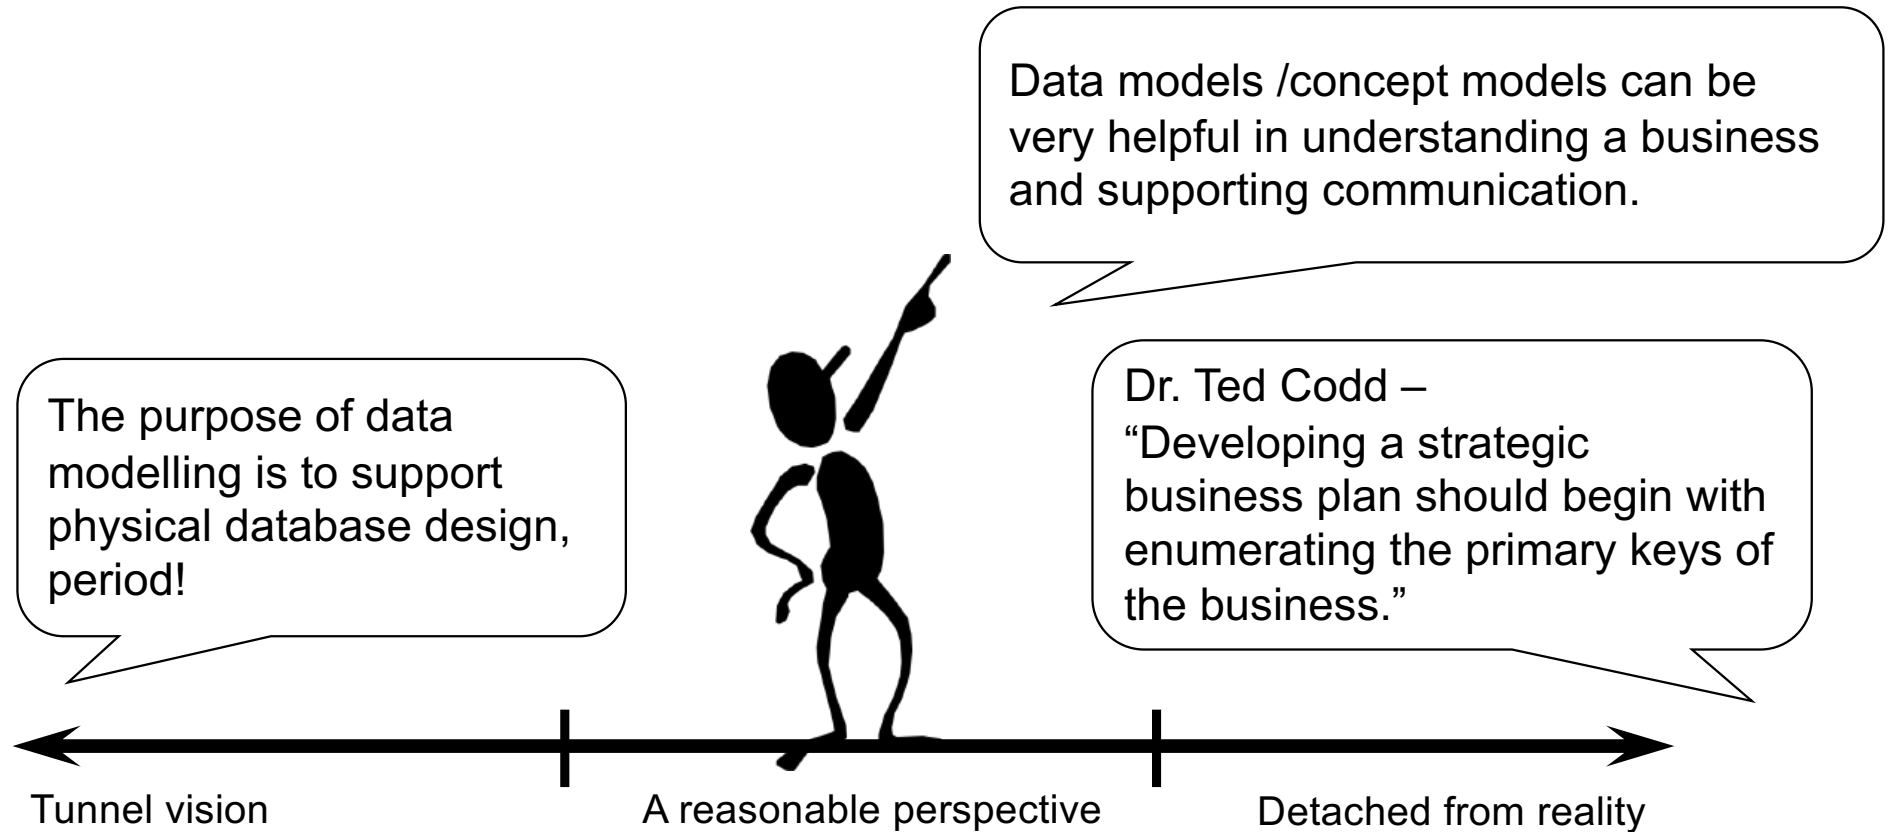 Data models /concept models can be
very helpful in understanding a business
and supporting communication.
The purpose of data
modelling is to support
physical database design,
period!
Dr. Ted Codd –
“Developing a strategic
business plan should begin with
enumerating the primary keys of
the business.”
Tunnel vision
A reasonable perspective
Detached from reality